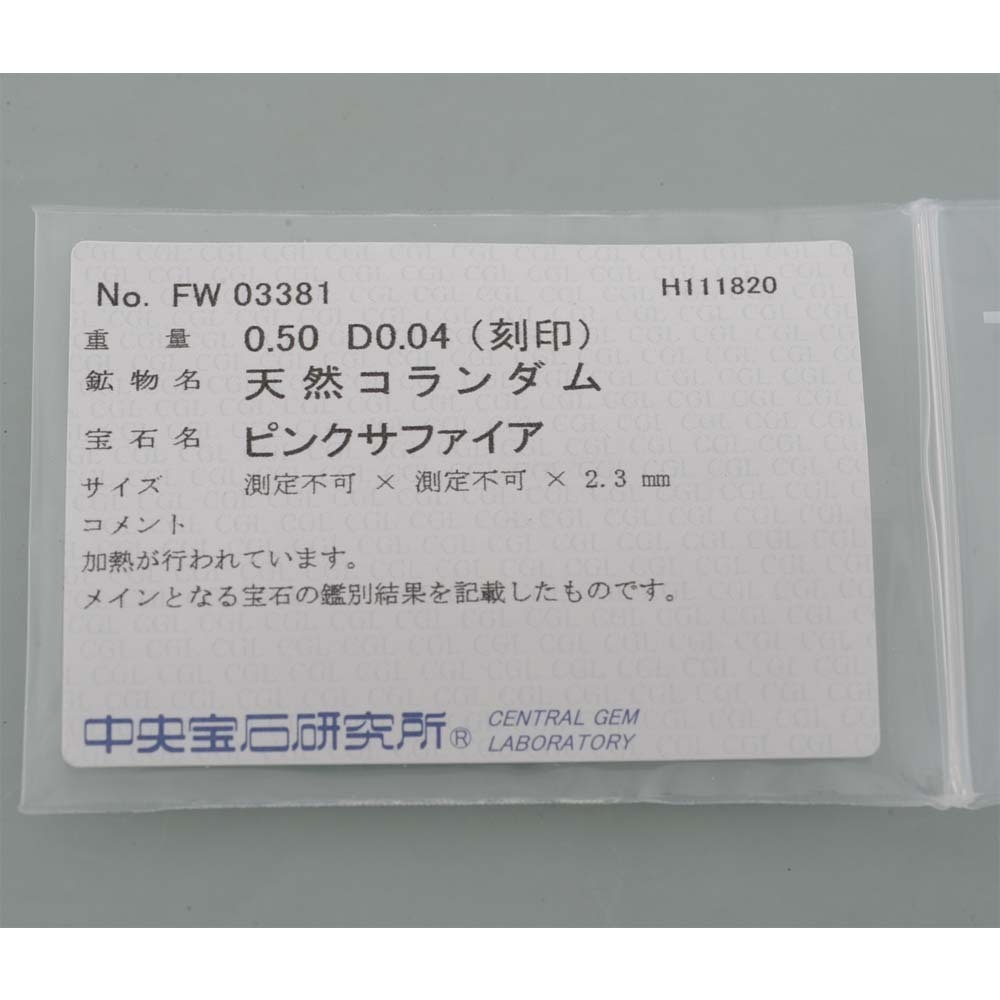 No. FW 03381 H111820
重量 0.50 D0.04 (刻印)
鉱物名 天然コランダム
宝石名 ピンクサファイア
サイズ 測定不可 × 測定不可 × 2.3 mm
コメント
加熱が行われています。
メインとなる宝石の鑑別結果を記載したものです。
中央宝石研究所® CENTRAL GEM
LABORATORY